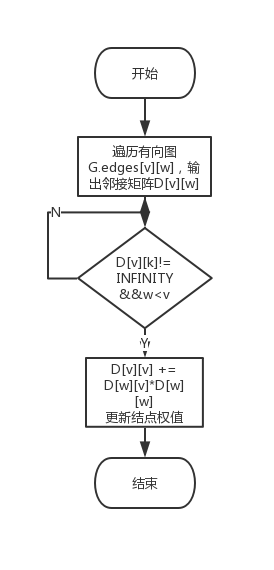 开始
遍历有向图
G.edges[v][w]，输
出邻接矩阵D[v][w]
N
D[v][k]!=
INFINITY
&&w<v
Y
D[v][v] +=
D[w][v]*D[w]
[w]
更新结点权值
结束